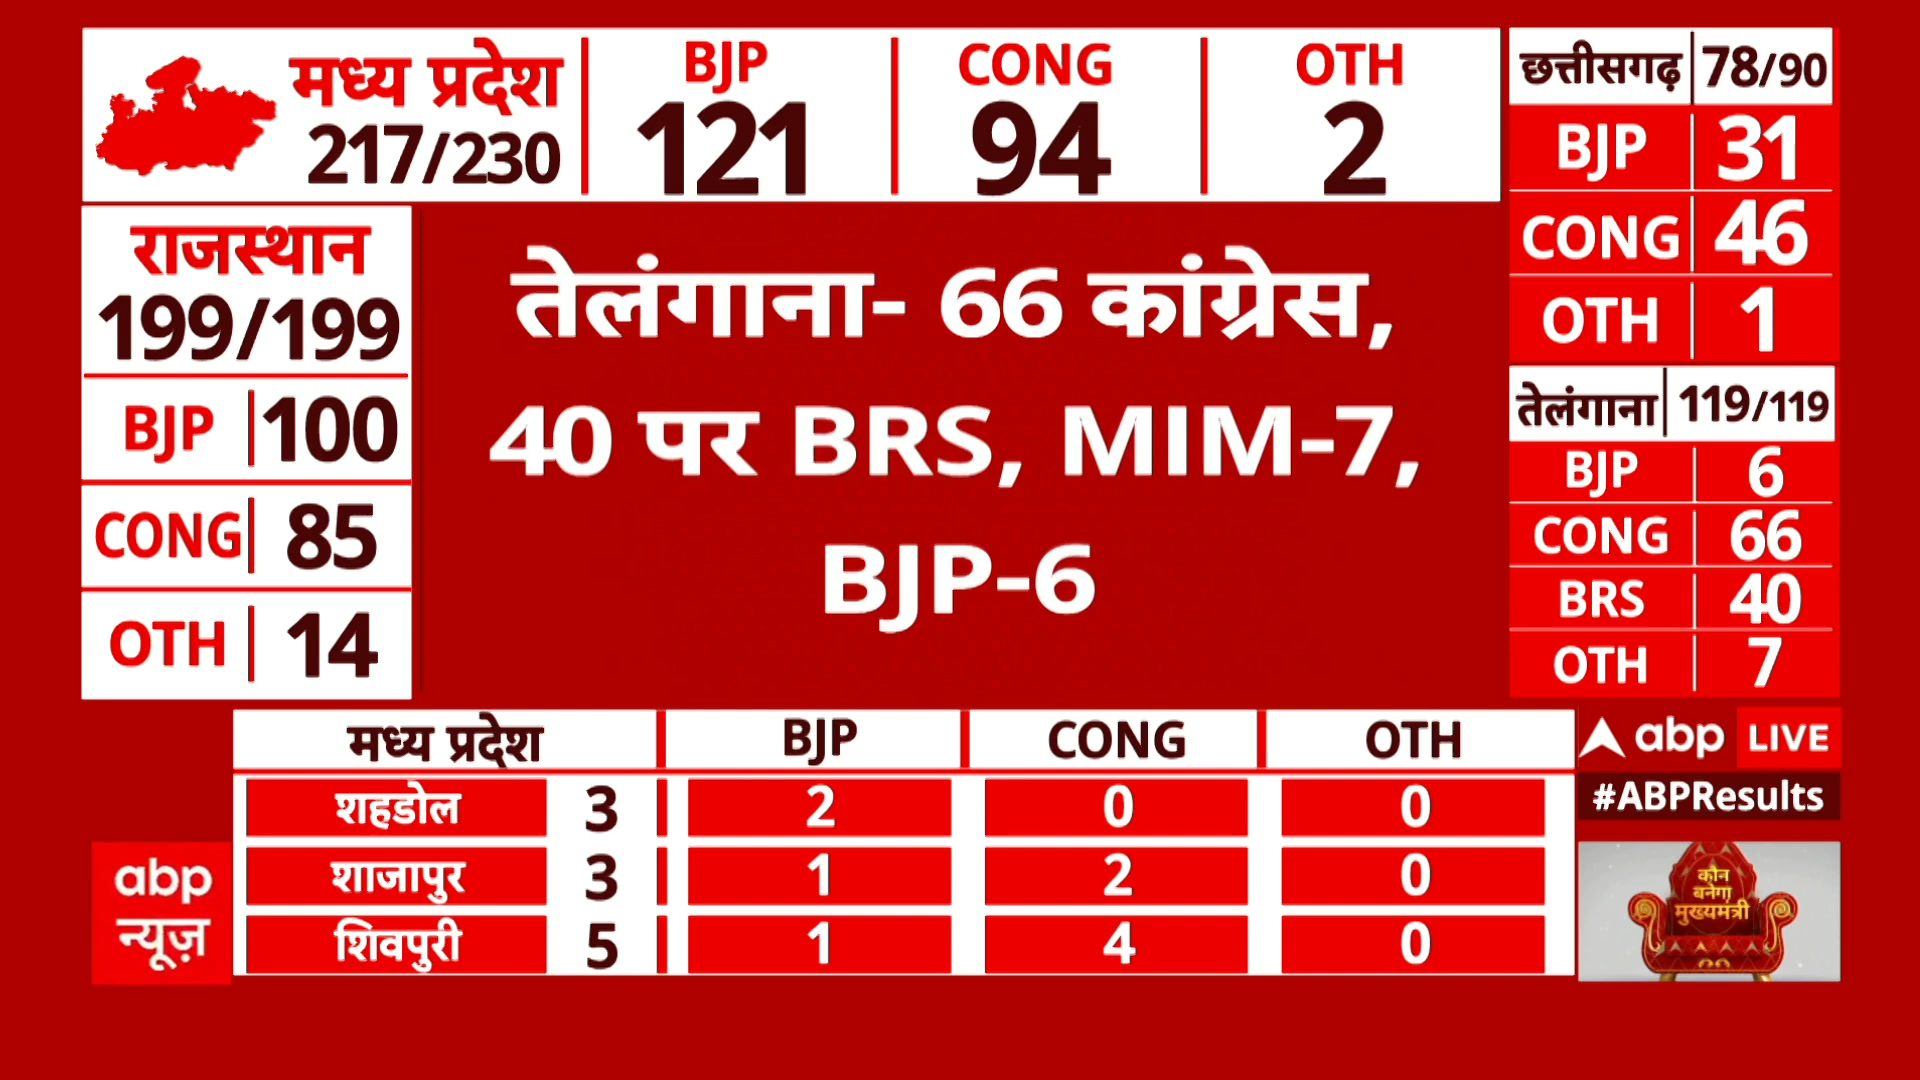 मध्य प्रदेश
217/230
BJP
121
CONG
94
OTH
2
छत्तीसगढ़ 78/90
BJP 31
CONG 46
OTH 1
राजस्थान
199/199
BJP 100
CONG 85
OTH 14
तेलंगाना- 66 कांग्रेस,
40 पर BRS, MIM-7,
BJP-6
तेलंगाना 119/119
BJP 6
CONG 66
BRS 40
OTH 7
मध्य प्रदेश BJP CONG OTH
शहडोल 3 2 0 0
शाजापुर 3 1 2 0
शिवपुरी 5 1 4 0
abp LIVE
#ABPResults
abp
न्यूज़
कौन
बनेगा
मुख्यमंत्री